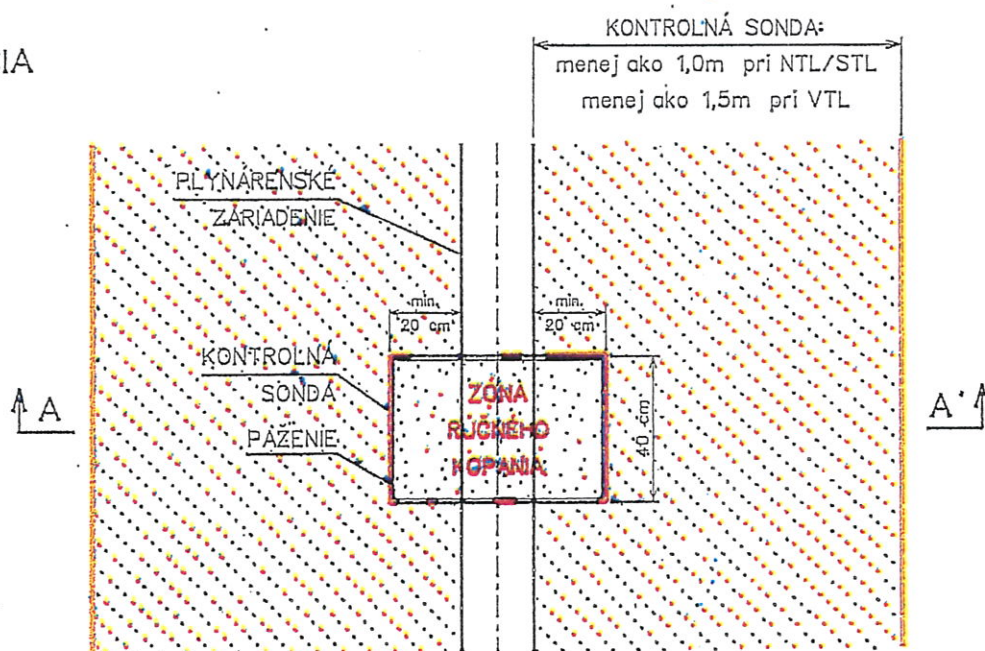 IA
KONTROLNÁ SONDA:
menej ako 1,0m pri NTL/STL
menej ako 1,5m pri VTL
PLYNÁRENSKÉ
ZARIADENIE
min.
20 cm
min.
20 cm
KONTROLNÁ
SONDA
PAŽENIE
ZÓNA
RUČNÉHO
KOPANIA
40 cm
A
A'